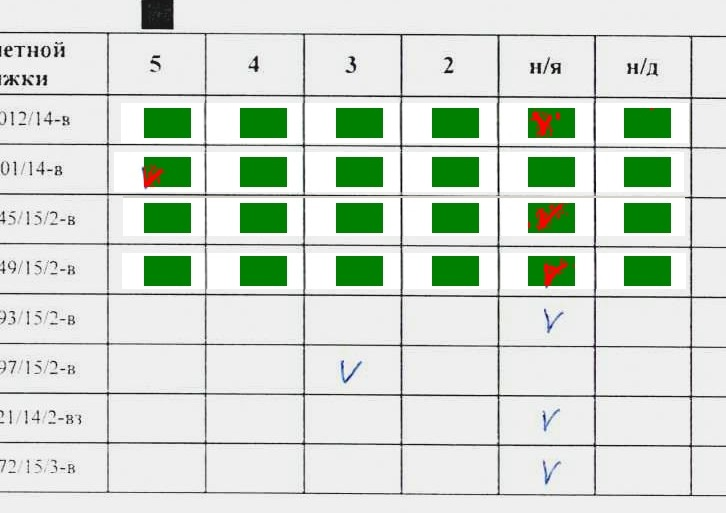 етной
жки 5 4 3 2 н/я н/д
012/14-в
01/14-в
45/15/2-в
49/15/2-в
93/15/2-в
97/15/2-в
21/14/2-вз
72/15/3-в